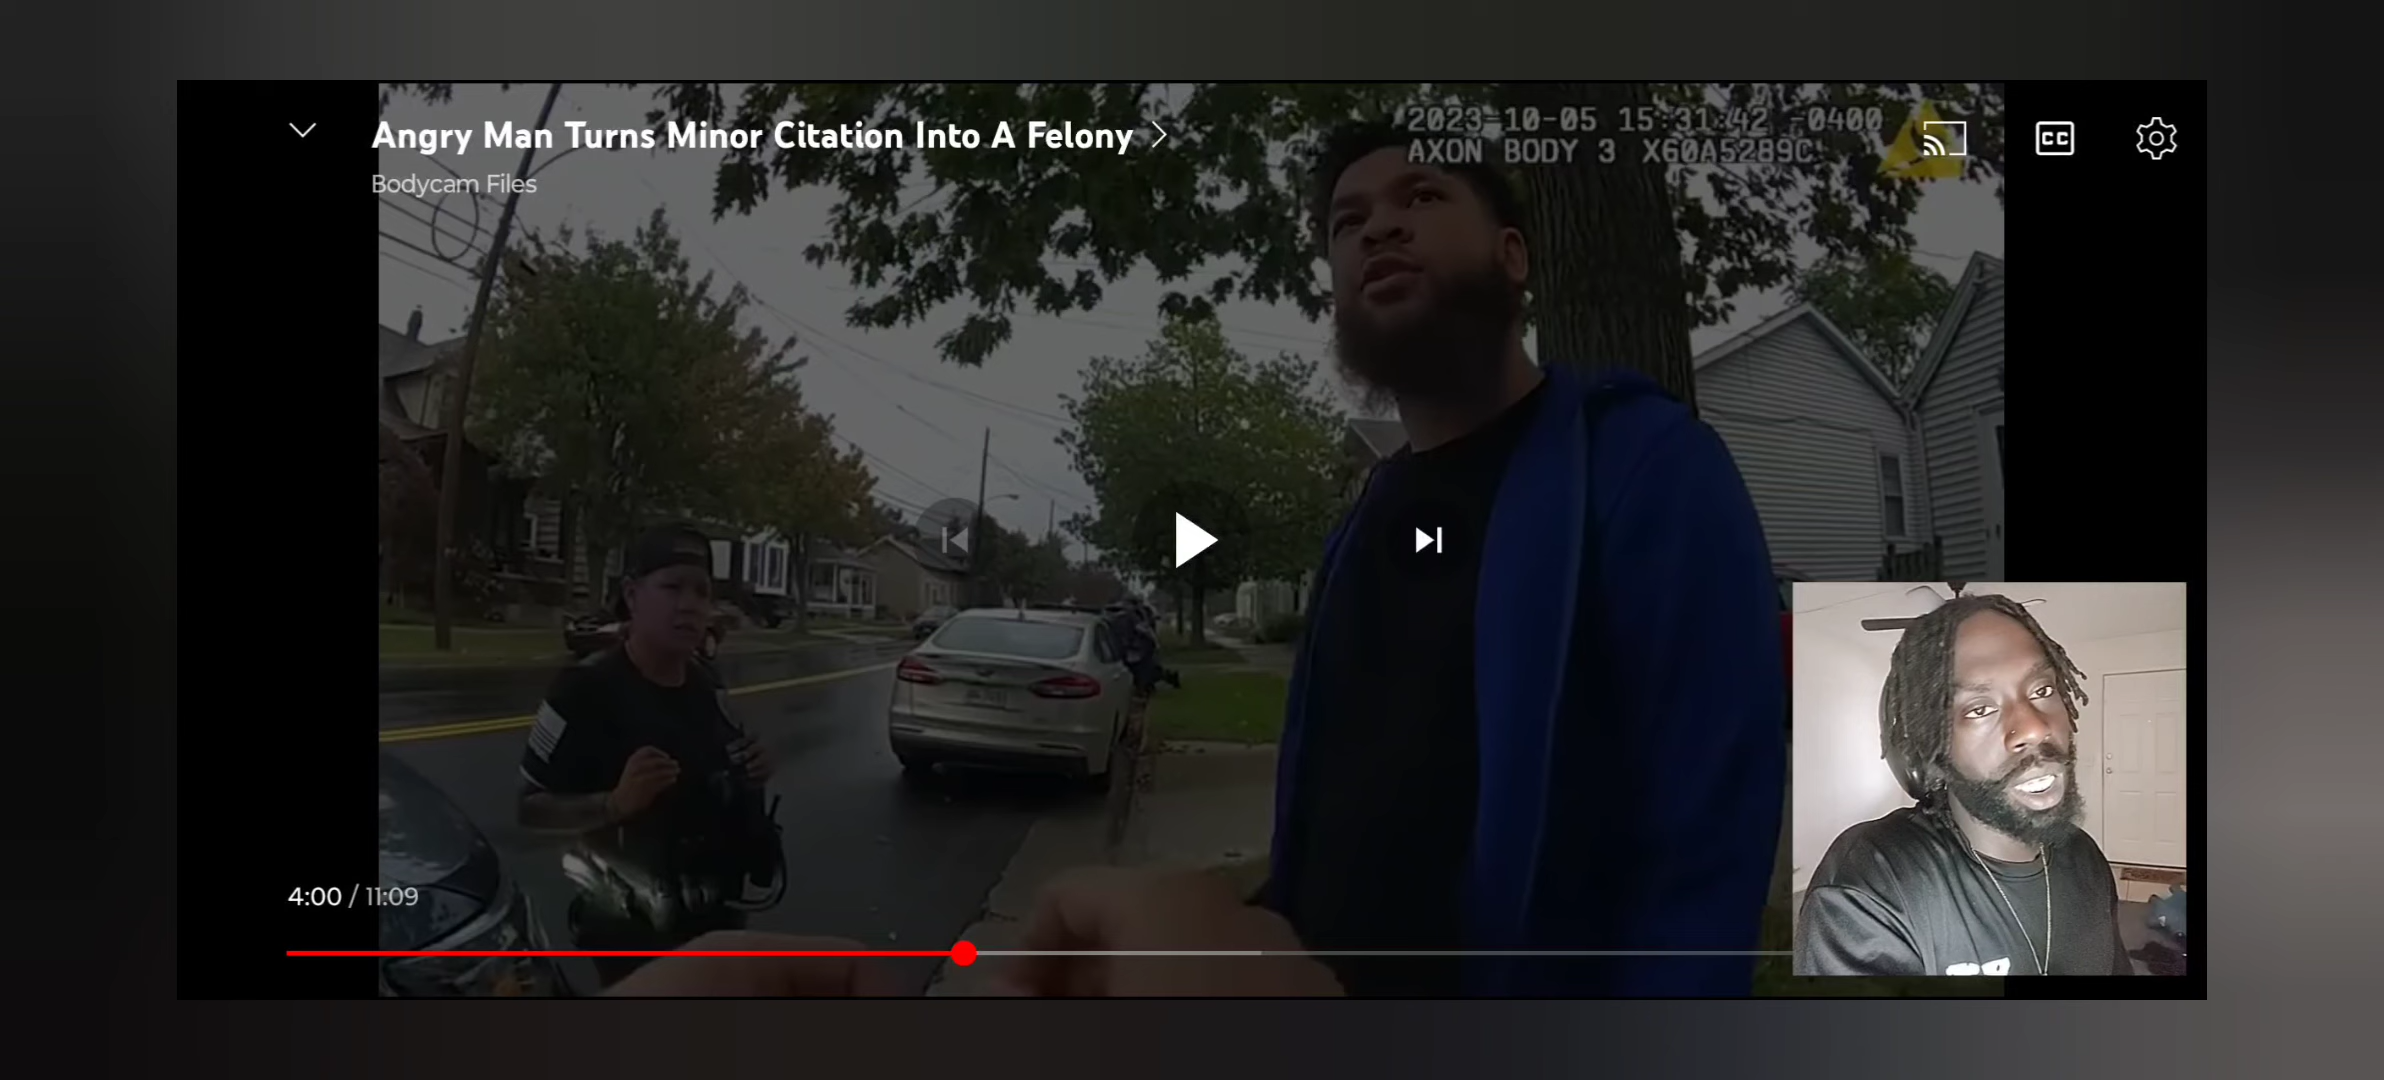 Angry Man Turns Minor Citation Into A Felony
Bodycam Files
2023-10-05 15:31:42 -0400
AXON BODY 3 X60A5289C
CC
4:00 / 11:09